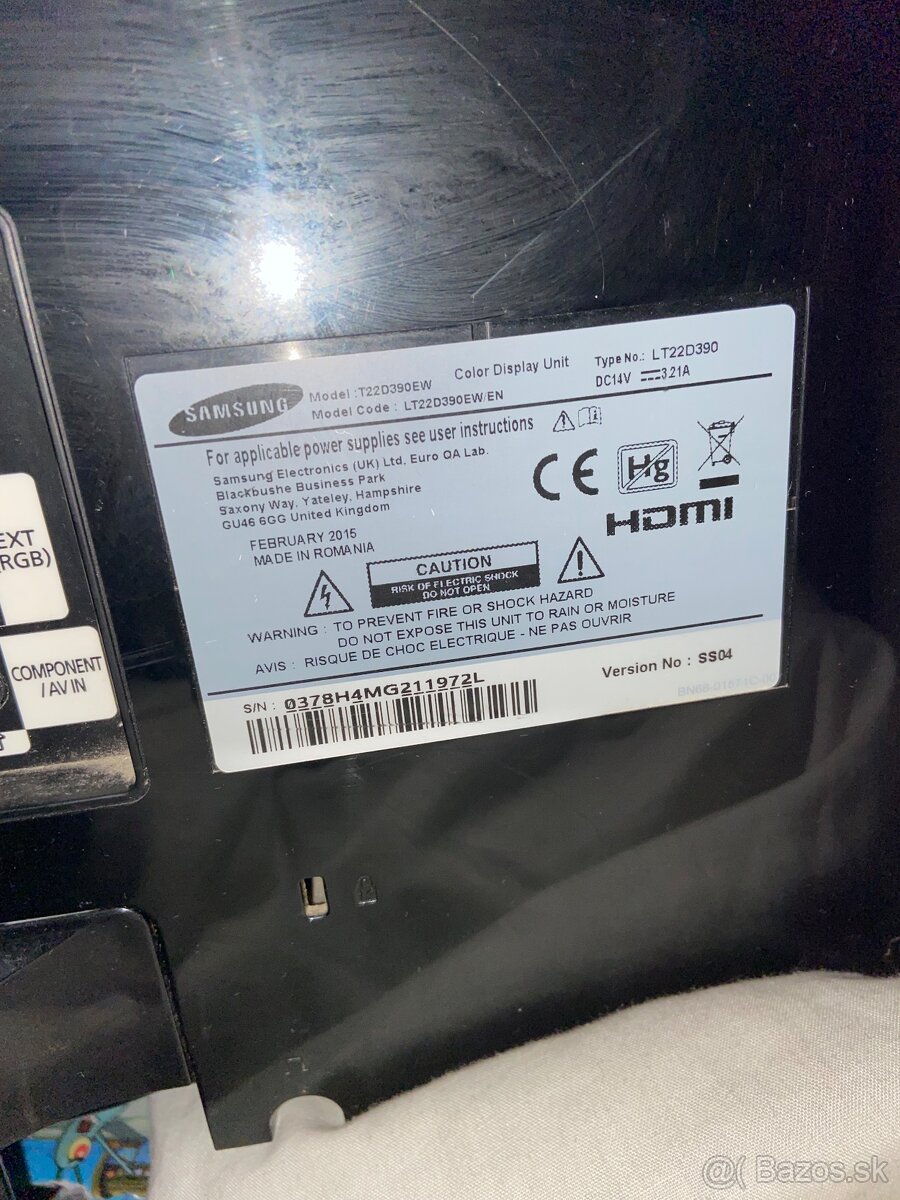 SAMSUNG
Model : T22D390EW
Color Display Unit
Type No.: LT22D390
Model Code : LT22D390EW/EN
DC14V 3.21A
For applicable power supplies see user instructions
Samsung Electronics (UK) Ltd, Euro QA Lab.
Blackbushe Business Park
Saxony Way, Yateley, Hampshire
GU46 6GG United Kingdom
CE
Hg
HDMI
FEBRUARY 2015
MADE IN ROMANIA
CAUTION
RISK OF ELECTRIC SHOCK
DO NOT OPEN
WARNING : TO PREVENT FIRE OR SHOCK HAZARD
DO NOT EXPOSE THIS UNIT TO RAIN OR MOISTURE
AVIS : RISQUE DE CHOC ELECTRIQUE - NE PAS OUVRIR
S/N : 0378H4MG211972L
Version No : SS04
EXT
(RGB)
COMPONENT
/ AV IN
@( Bazos.sk